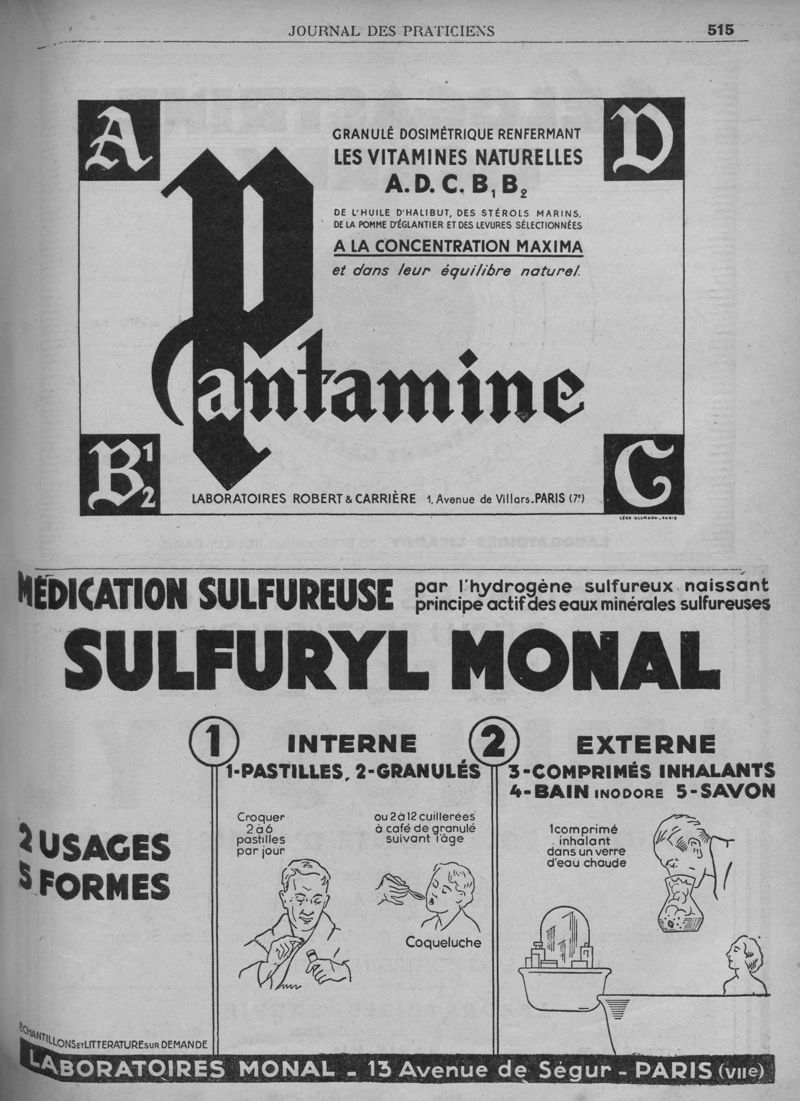 JOURNAL DES PRATICIENS
515
A
D
GRANULÉ DOSIMÉTRIQUE RENFERMANT
LES VITAMINES NATURELLES
A. D. C. B1 B2
DE L'HUILE D'HALIBUT, DES STÉROLS MARINS,
DE LA POMME D'ÉGLANTIER ET DES LEVURES SÉLECTIONNÉES
A LA CONCENTRATION MAXIMA
et dans leur équilibre naturel.
Pantamine
B1 2
C
LABORATOIRES ROBERT & CARRIÈRE 1, Avenue de Villars_PARIS (7e)
LÉON ULLMANN_PARIS
MÉDICATION SULFUREUSE
par l'hydrogène sulfureux naissant
principe actif des eaux minérales sulfureuses
SULFURYL MONAL
1 INTERNE
1-PASTILLES, 2-GRANULÉS
2 EXTERNE
3-COMPRIMÉS INHALANTS
4-BAIN INODORE 5-SAVON
2 USAGES
5 FORMES
Croquer
2 à 6
pastilles
par jour
ou 2 à 12 cuillerées
à café de granulé
suivant l'âge
Coqueluche
1 comprimé
inhalant
dans un verre
d'eau chaude
ÉCHANTILLONS ET LITTERATURE SUR DEMANDE
LABORATOIRES MONAL _ 13 Avenue de Ségur - PARIS (VIIe)